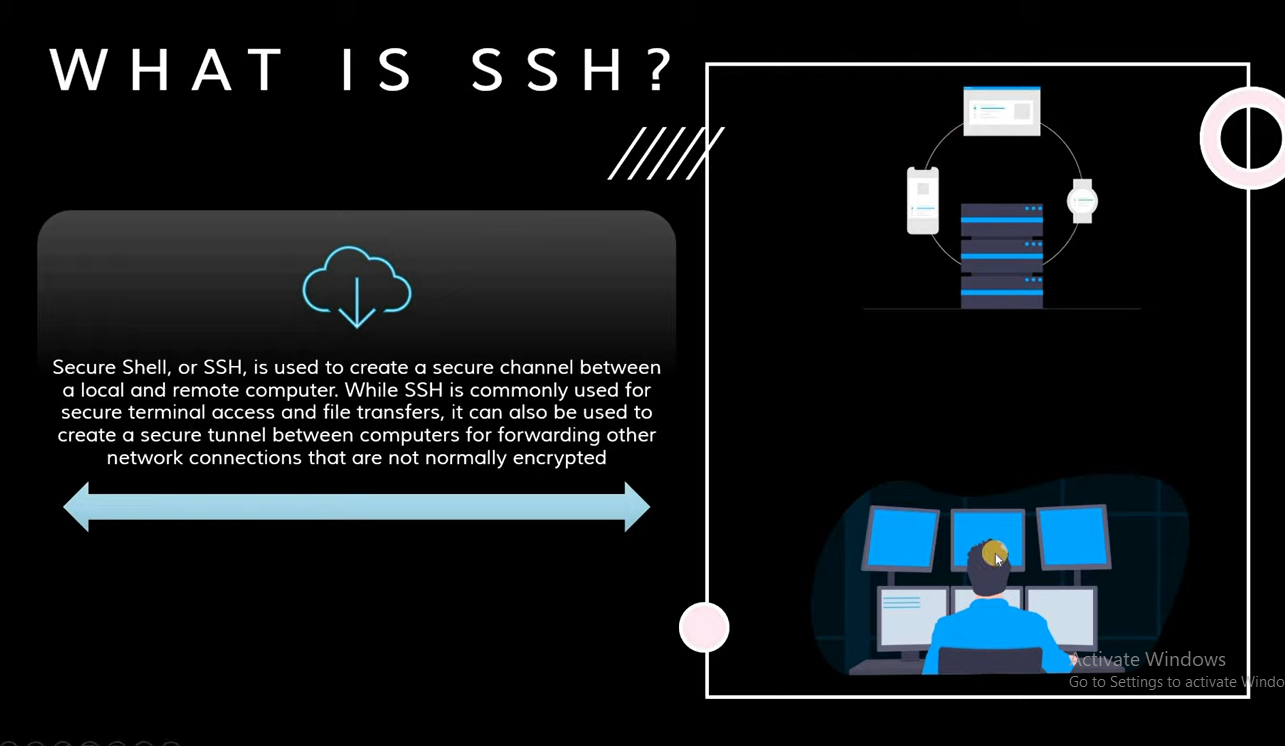 WHAT IS SSH?
Secure Shell, or SSH, is used to create a secure channel between
a local and remote computer. While SSH is commonly used for
secure terminal access and file transfers, it can also be used to
create a secure tunnel between computers for forwarding other
network connections that are not normally encrypted
Activate Windows
Go to Settings to activate Windo